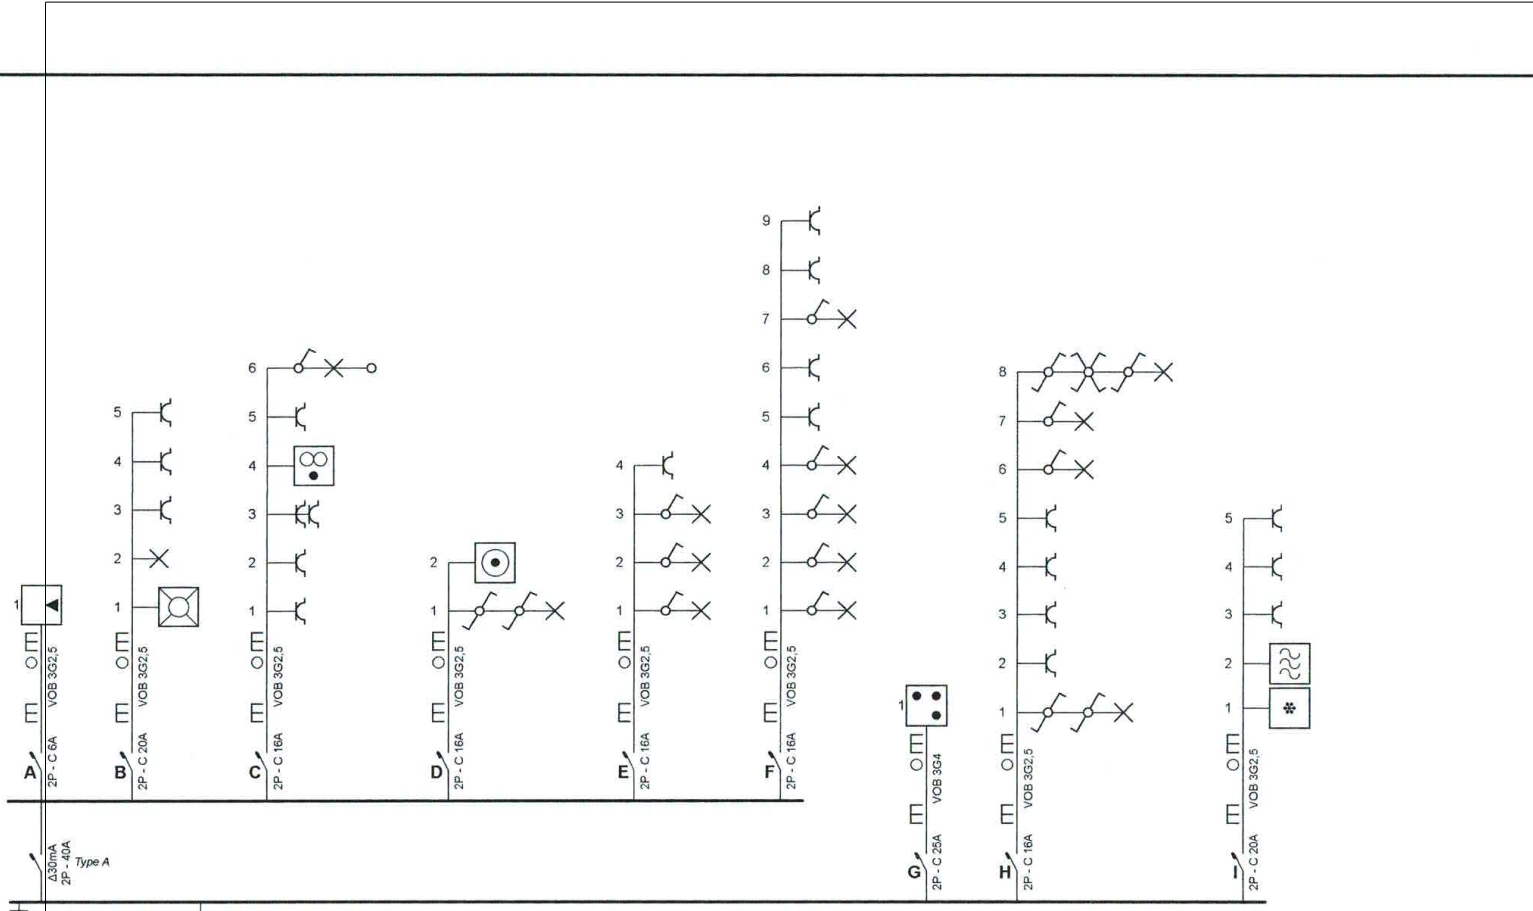 9
8
7
6
5
4
3
2
1
8
7
6
5
4
3
2
1
6
5
4
3
2
1
5
4
3
2
1
4
3
2
1
2
1
5
4
3
2
1
1
1
VOB 3G2,5
VOB 3G2,5
VOB 3G2,5
VOB 3G2,5
VOB 3G2,5
VOB 3G2,5
VOB 3G4
VOB 3G2,5
VOB 3G2,5
A
2P - C 6A
B
2P - C 20A
C
2P - C 16A
D
2P - C 16A
E
2P - C 16A
F
2P - C 16A
G
2P - C 25A
H
2P - C 16A
I
2P - C 20A
Δ30mA
2P - 40A
Type A